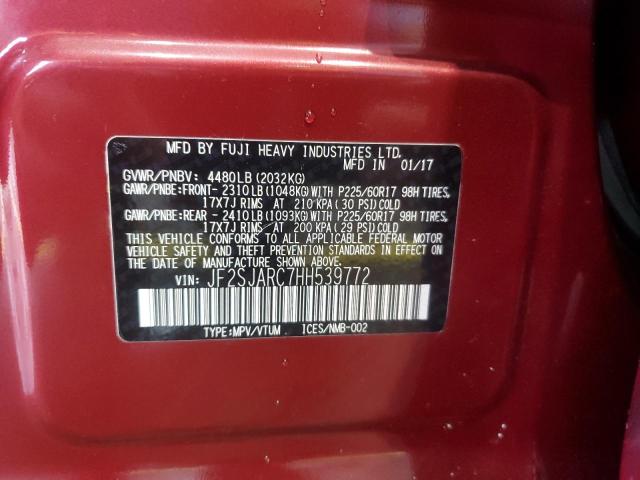 MFD BY FUJI HEAVY INDUSTRIES LTD.
MFD IN 01/17
GVWR/PNBV: 4480LB(2032KG)
GAWR/PNBE:FRONT- 2310LB(1048KG)WITH P225/60R17 98H TIRES,
17X7J RIMS AT 210 KPA(30 PSI)COLD
GAWR/PNBE:REAR - 2410LB(1093KG)WITH P225/60R17 98H TIRES,
17X7J RIMS AT 200 KPA(29 PSI)COLD
THIS VEHICLE CONFORMS TO ALL APPLICABLE FEDERAL MOTOR
VEHICLE SAFETY AND THEFT PREVENTION STANDARDS IN
EFFECT ON THE DATE OF MANUFACTURE SHOWN ABOVE.
VIN: JF2SJARC7HH539772
TYPE:MPV/VTUM ICES/NMB-002